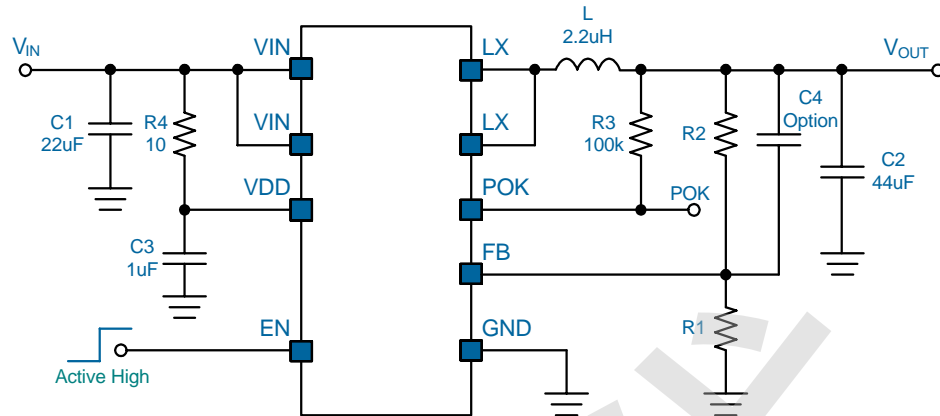 VIN
C1
22uF
R4
10
C3
1uF
Active High
VIN
VIN
VDD
EN
LX
LX
POK
FB
GND
L
2.2uH
R3
100k
POK
R2
C4
Option
R1
C2
44uF
VOUT